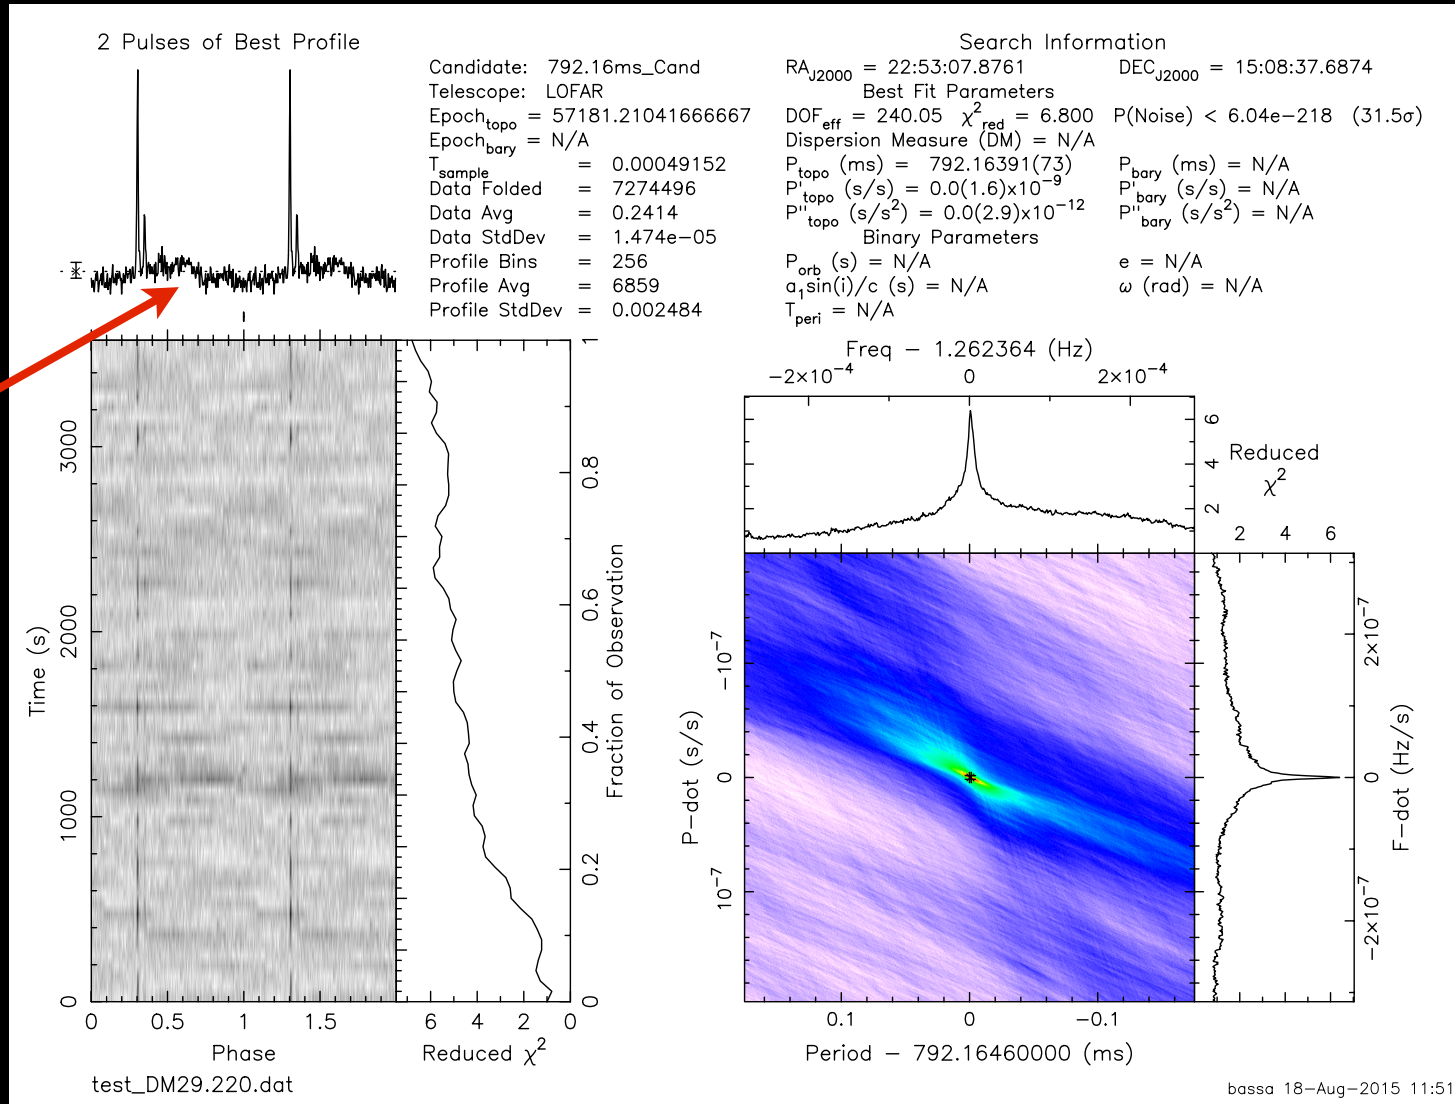 2 Pulses of Best Profile
Candidate: 792.16ms_Cand
Telescope: LOFAR
Epoch_topo = 57181.21041666667
Epoch_bary = N/A
T_sample = 0.00049152
Data Folded = 7274496
Data Avg = 0.2414
Data StdDev = 1.474e−05
Profile Bins = 256
Profile Avg = 6859
Profile StdDev = 0.002484
Search Information
RA_J2000 = 22:53:07.8761 DEC_J2000 = 15:08:37.6874
Best Fit Parameters
DOF_eff = 240.05 χ²_red = 6.800 P(Noise) < 6.04e−218 (31.5σ)
Dispersion Measure (DM) = N/A
P_topo (ms) = 792.16391(73) P_bary (ms) = N/A
P'_topo (s/s) = 0.0(1.6)x10⁻⁹ P'_bary (s/s) = N/A
P''_topo (s/s²) = 0.0(2.9)x10⁻¹² P''_bary (s/s²) = N/A
Binary Parameters
P_orb (s) = N/A e = N/A
a₁sin(i)/c (s) = N/A ω (rad) = N/A
T_peri = N/A
Time (s)
0 1000 2000 3000
0 0.5 1 1.5
Phase
6 4 2 0
Reduced χ²
Fraction of Observation
0 0.2 0.4 0.6 0.8 1
Freq − 1.262364 (Hz)
−2×10⁻⁴ 0 2×10⁻⁴
2 4 6
Reduced
χ²
2 4 6
P−dot (s/s)
−10⁻⁷ 0 10⁻⁷
0.1 0 −0.1
Period − 792.16460000 (ms)
F−dot (Hz/s)
2×10⁻⁷ 0 −2×10⁻⁷
test_DM29.220.dat
bassa 18−Aug−2015 11:51